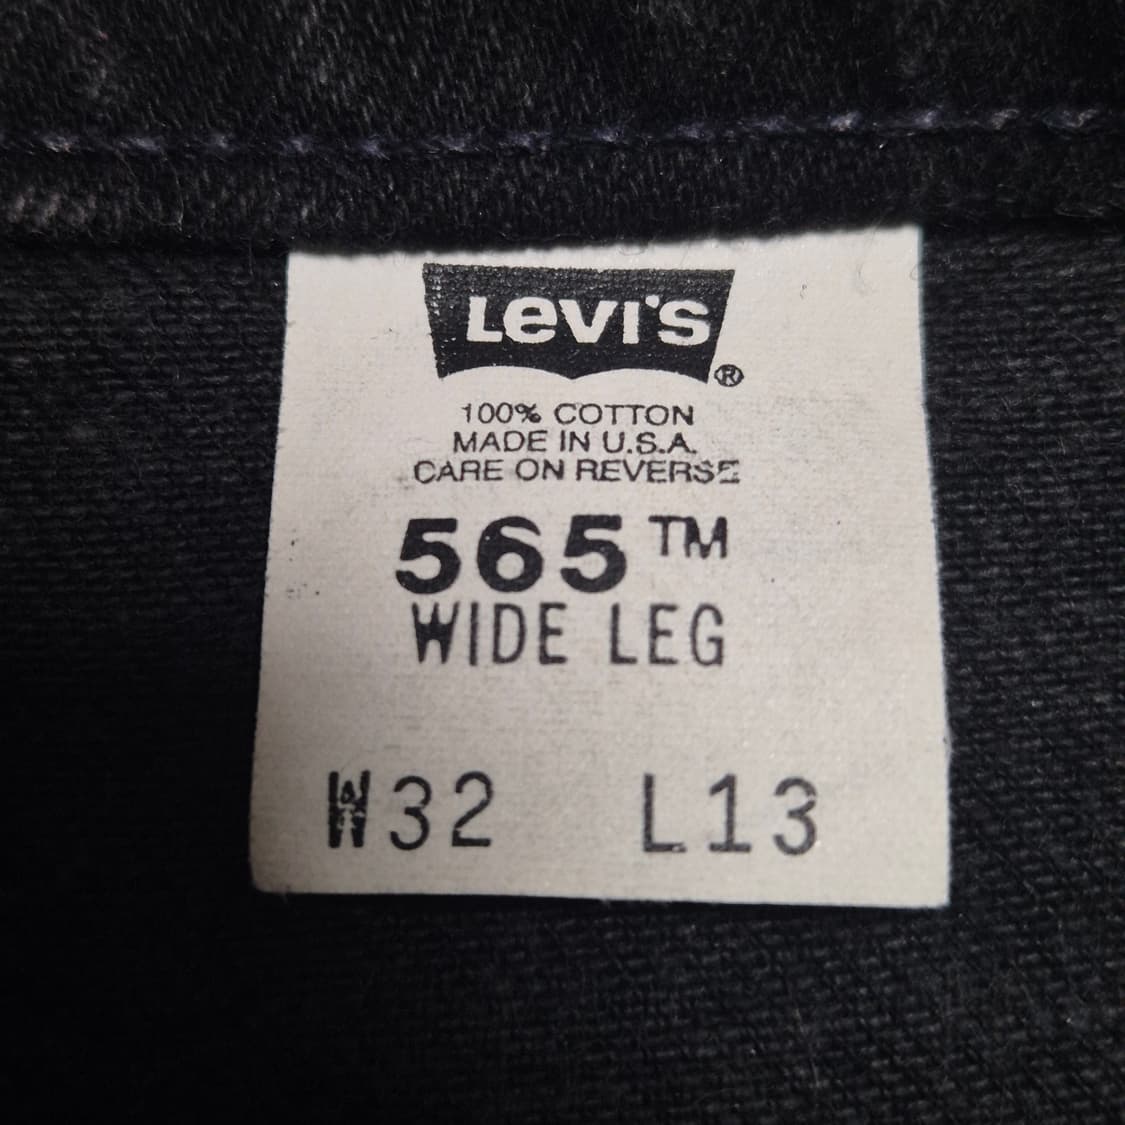 Levi's ®
100% COTTON
MADE IN U.S.A.
CARE ON REVERSE
565™
WIDE LEG
W32 L13